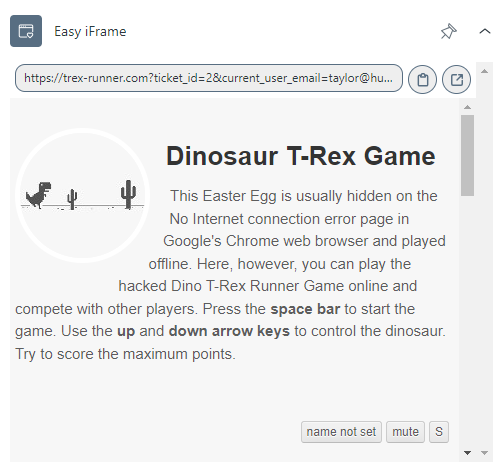 Easy iFrame
https://trex-runner.com?ticket_id=2&current_user_email=taylor@hu...
Dinosaur T-Rex Game
This Easter Egg is usually hidden on the
No Internet connection error page in
Google's Chrome web browser and played
offline. Here, however, you can play the
hacked Dino T-Rex Runner Game online and
compete with other players. Press the space bar to start the
game. Use the up and down arrow keys to control the dinosaur.
Try to score the maximum points.
name not set mute S